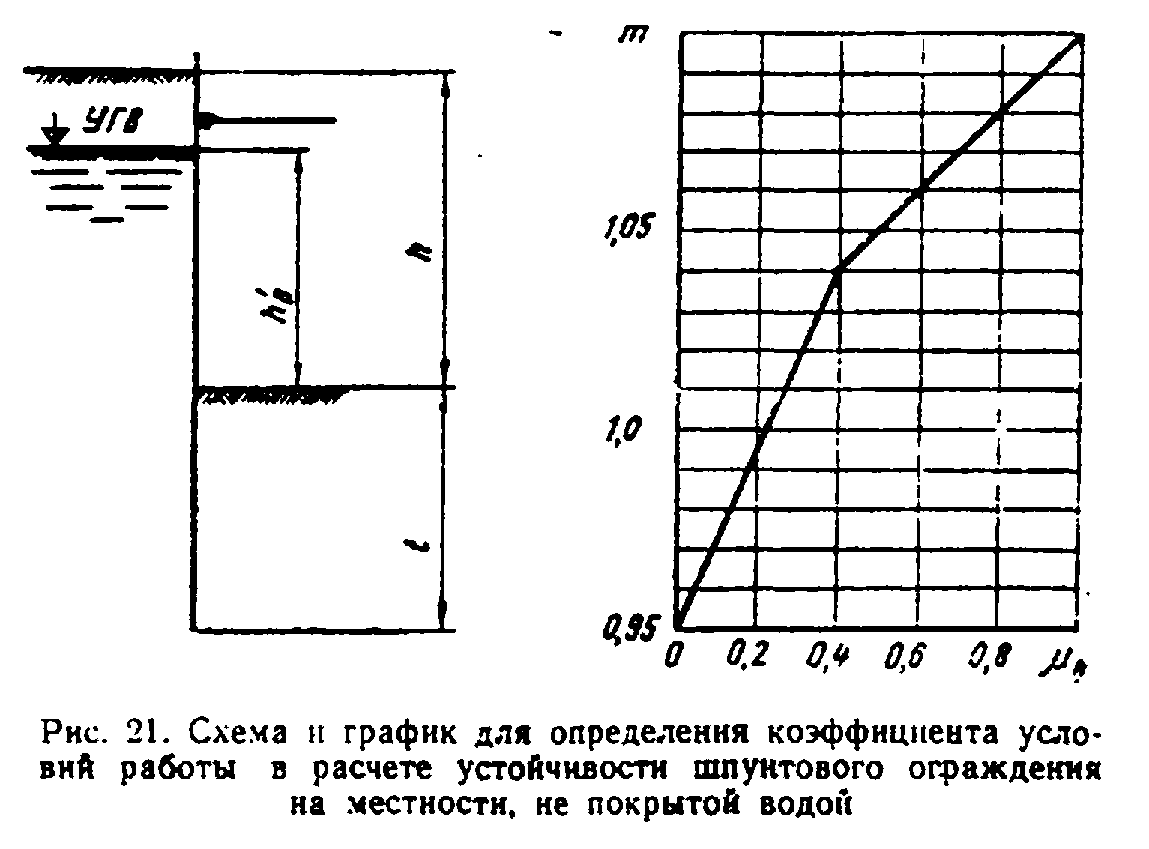 УГВ
h'в
h
l
m
1,05
1,0
0,95
0 0,2 0,4 0,6 0,8 μh
Рис. 21. Схема и график для определения коэффициента усло-
вий работы в расчете устойчивости шпунтового ограждения
на местности, не покрытой водой